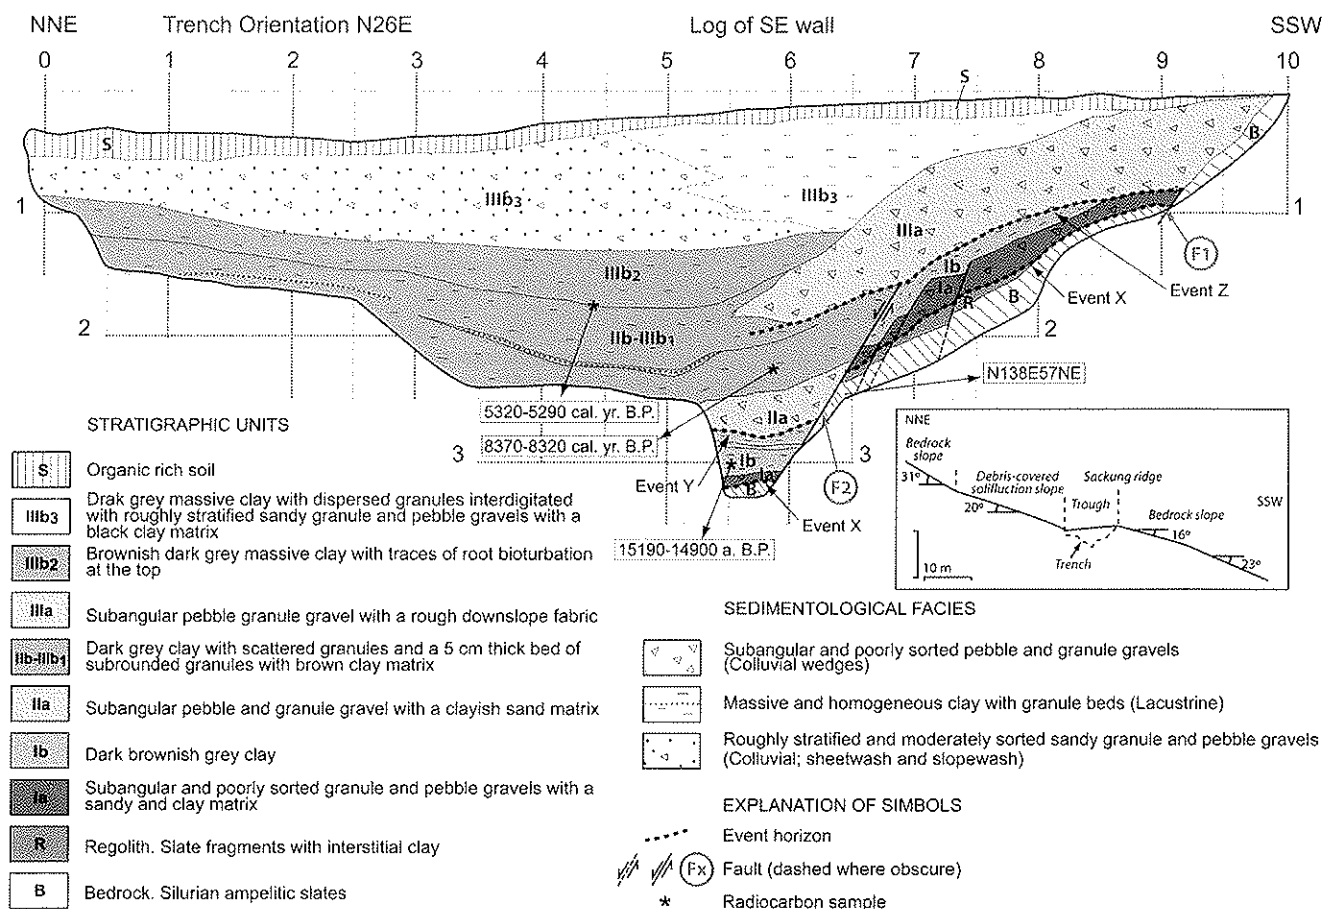 NNE Trench Orientation N26E Log of SE wall SSW
0 1 2 3 4 5 6 7 8 9 10
S
S
B
IIIb3
IIIb3
1
1
IIIa
F1
IIIb2
Ib
Ia
R
B
Event X
Event Z
2
2
IIb-IIIb1
N138E57NE
5320-5290 cal. yr. B.P.
IIa
8370-8320 cal. yr. B.P.
3
3
Ib
Ia
B
F2
Event Y
Event X
15190-14900 a. B.P.
NNE
Bedrock slope
31º
Debris-covered solifluction slope
20º
Sackung ridge
Trough
SSW
Bedrock slope
16º
Trench
23º
10 m
STRATIGRAPHIC UNITS
S Organic rich soil
IIIb3 Drak grey massive clay with dispersed granules interdigitated
with roughly stratified sandy granule and pebble gravels with a
black clay matrix
IIIb2 Brownish dark grey massive clay with traces of root bioturbation
at the top
IIIa Subangular pebble granule gravel with a rough downslope fabric
IIb-IIIb1 Dark grey clay with scattered granules and a 5 cm thick bed of
subrounded granules with brown clay matrix
IIa Subangular pebble and granule gravel with a clayish sand matrix
Ib Dark brownish grey clay
Ia Subangular and poorly sorted granule and pebble gravels with a
sandy and clay matrix
R Regolith. Slate fragments with interstitial clay
B Bedrock. Silurian ampelitic slates
SEDIMENTOLOGICAL FACIES
Subangular and poorly sorted pebble and granule gravels
(Colluvial wedges)
Massive and homogeneous clay with granule beds (Lacustrine)
Roughly stratified and moderately sorted sandy granule and pebble gravels
(Colluvial; sheetwash and slopewash)
EXPLANATION OF SIMBOLS
Event horizon
Fx Fault (dashed where obscure)
* Radiocarbon sample